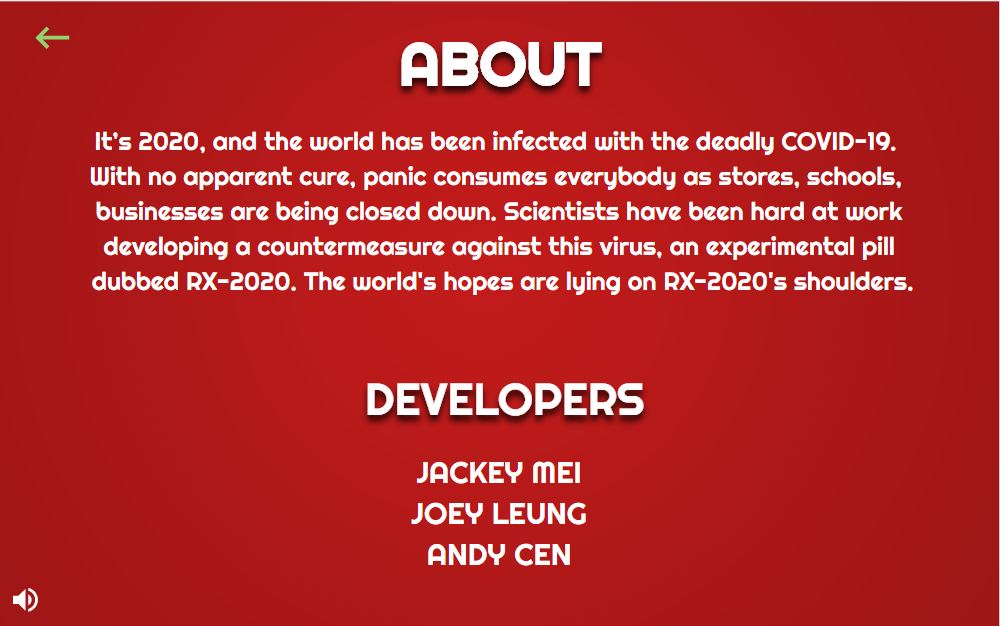 ABOUT
It’s 2020, and the world has been infected with the deadly COVID-19.
With no apparent cure, panic consumes everybody as stores, schools,
businesses are being closed down. Scientists have been hard at work
developing a countermeasure against this virus, an experimental pill
dubbed RX-2020. The world's hopes are lying on RX-2020's shoulders.
DEVELOPERS
JACKEY MEI
JOEY LEUNG
ANDY CEN